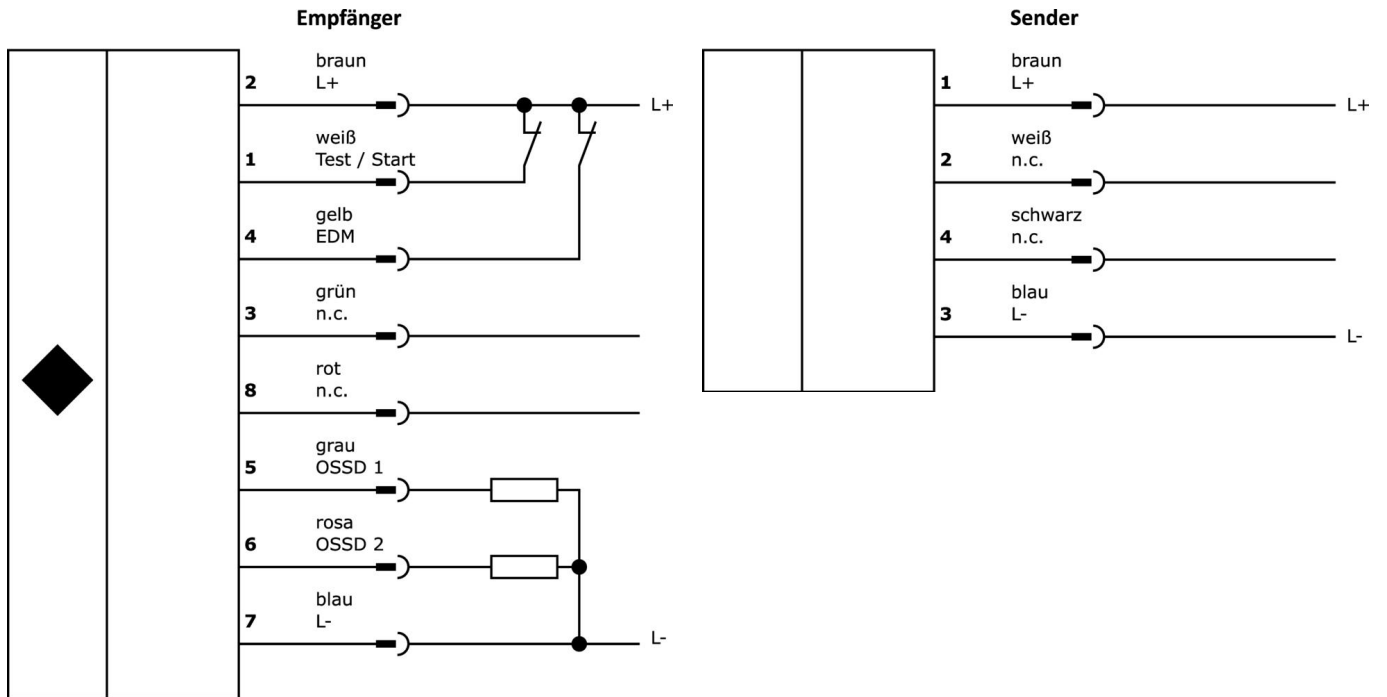 Empfänger
2
braun
L+
L+
1
weiß
Test / Start
4
gelb
EDM
3
grün
n.c.
8
rot
n.c.
5
grau
OSSD 1
6
rosa
OSSD 2
7
blau
L-
L-
Sender
1
braun
L+
L+
2
weiß
n.c.
4
schwarz
n.c.
3
blau
L-
L-